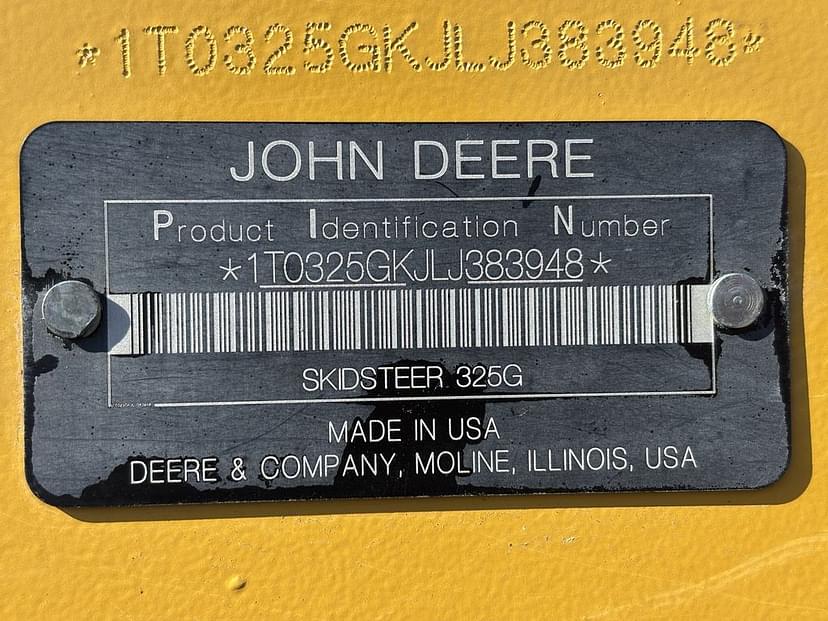 *1T0325GKJLJ383948*
JOHN DEERE
Product Identification Number
*1T0325GKJLJ383948*
SKIDSTEER 325G
MADE IN USA
DEERE & COMPANY, MOLINE, ILLINOIS, USA